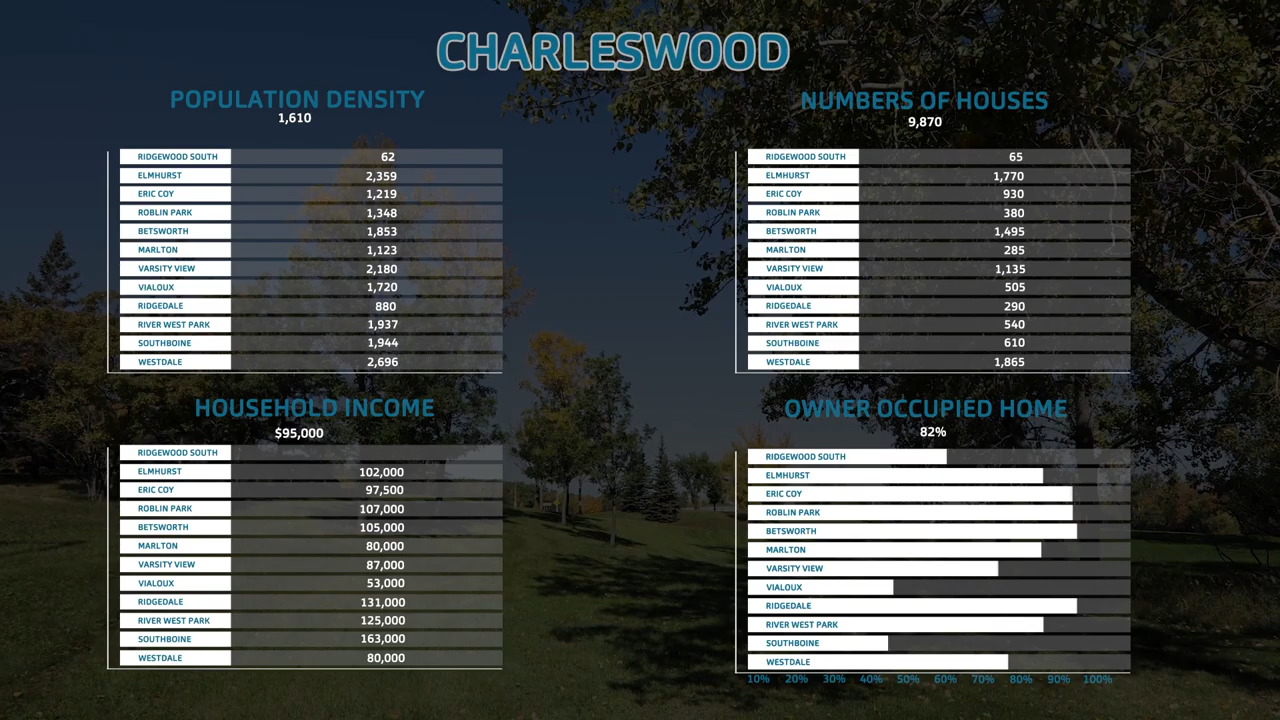 CHARLESWOOD
POPULATION DENSITY
1,610
RIDGEWOOD SOUTH 62
ELMHURST 2,359
ERIC COY 1,219
ROBLIN PARK 1,348
BETSWORTH 1,853
MARLTON 1,123
VARSITY VIEW 2,180
VIALOUX 1,720
RIDGEDALE 880
RIVER WEST PARK 1,937
SOUTHBOINE 1,944
WESTDALE 2,696
NUMBERS OF HOUSES
9,870
RIDGEWOOD SOUTH 65
ELMHURST 1,770
ERIC COY 930
ROBLIN PARK 380
BETSWORTH 1,495
MARLTON 285
VARSITY VIEW 1,135
VIALOUX 505
RIDGEDALE 290
RIVER WEST PARK 540
SOUTHBOINE 610
WESTDALE 1,865
HOUSEHOLD INCOME
$95,000
RIDGEWOOD SOUTH
ELMHURST 102,000
ERIC COY 97,500
ROBLIN PARK 107,000
BETSWORTH 105,000
MARLTON 80,000
VARSITY VIEW 87,000
VIALOUX 53,000
RIDGEDALE 131,000
RIVER WEST PARK 125,000
SOUTHBOINE 163,000
WESTDALE 80,000
OWNER OCCUPIED HOME
82%
RIDGEWOOD SOUTH
ELMHURST
ERIC COY
ROBLIN PARK
BETSWORTH
MARLTON
VARSITY VIEW
VIALOUX
RIDGEDALE
RIVER WEST PARK
SOUTHBOINE
WESTDALE
10% 20% 30% 40% 50% 60% 70% 80% 90% 100%